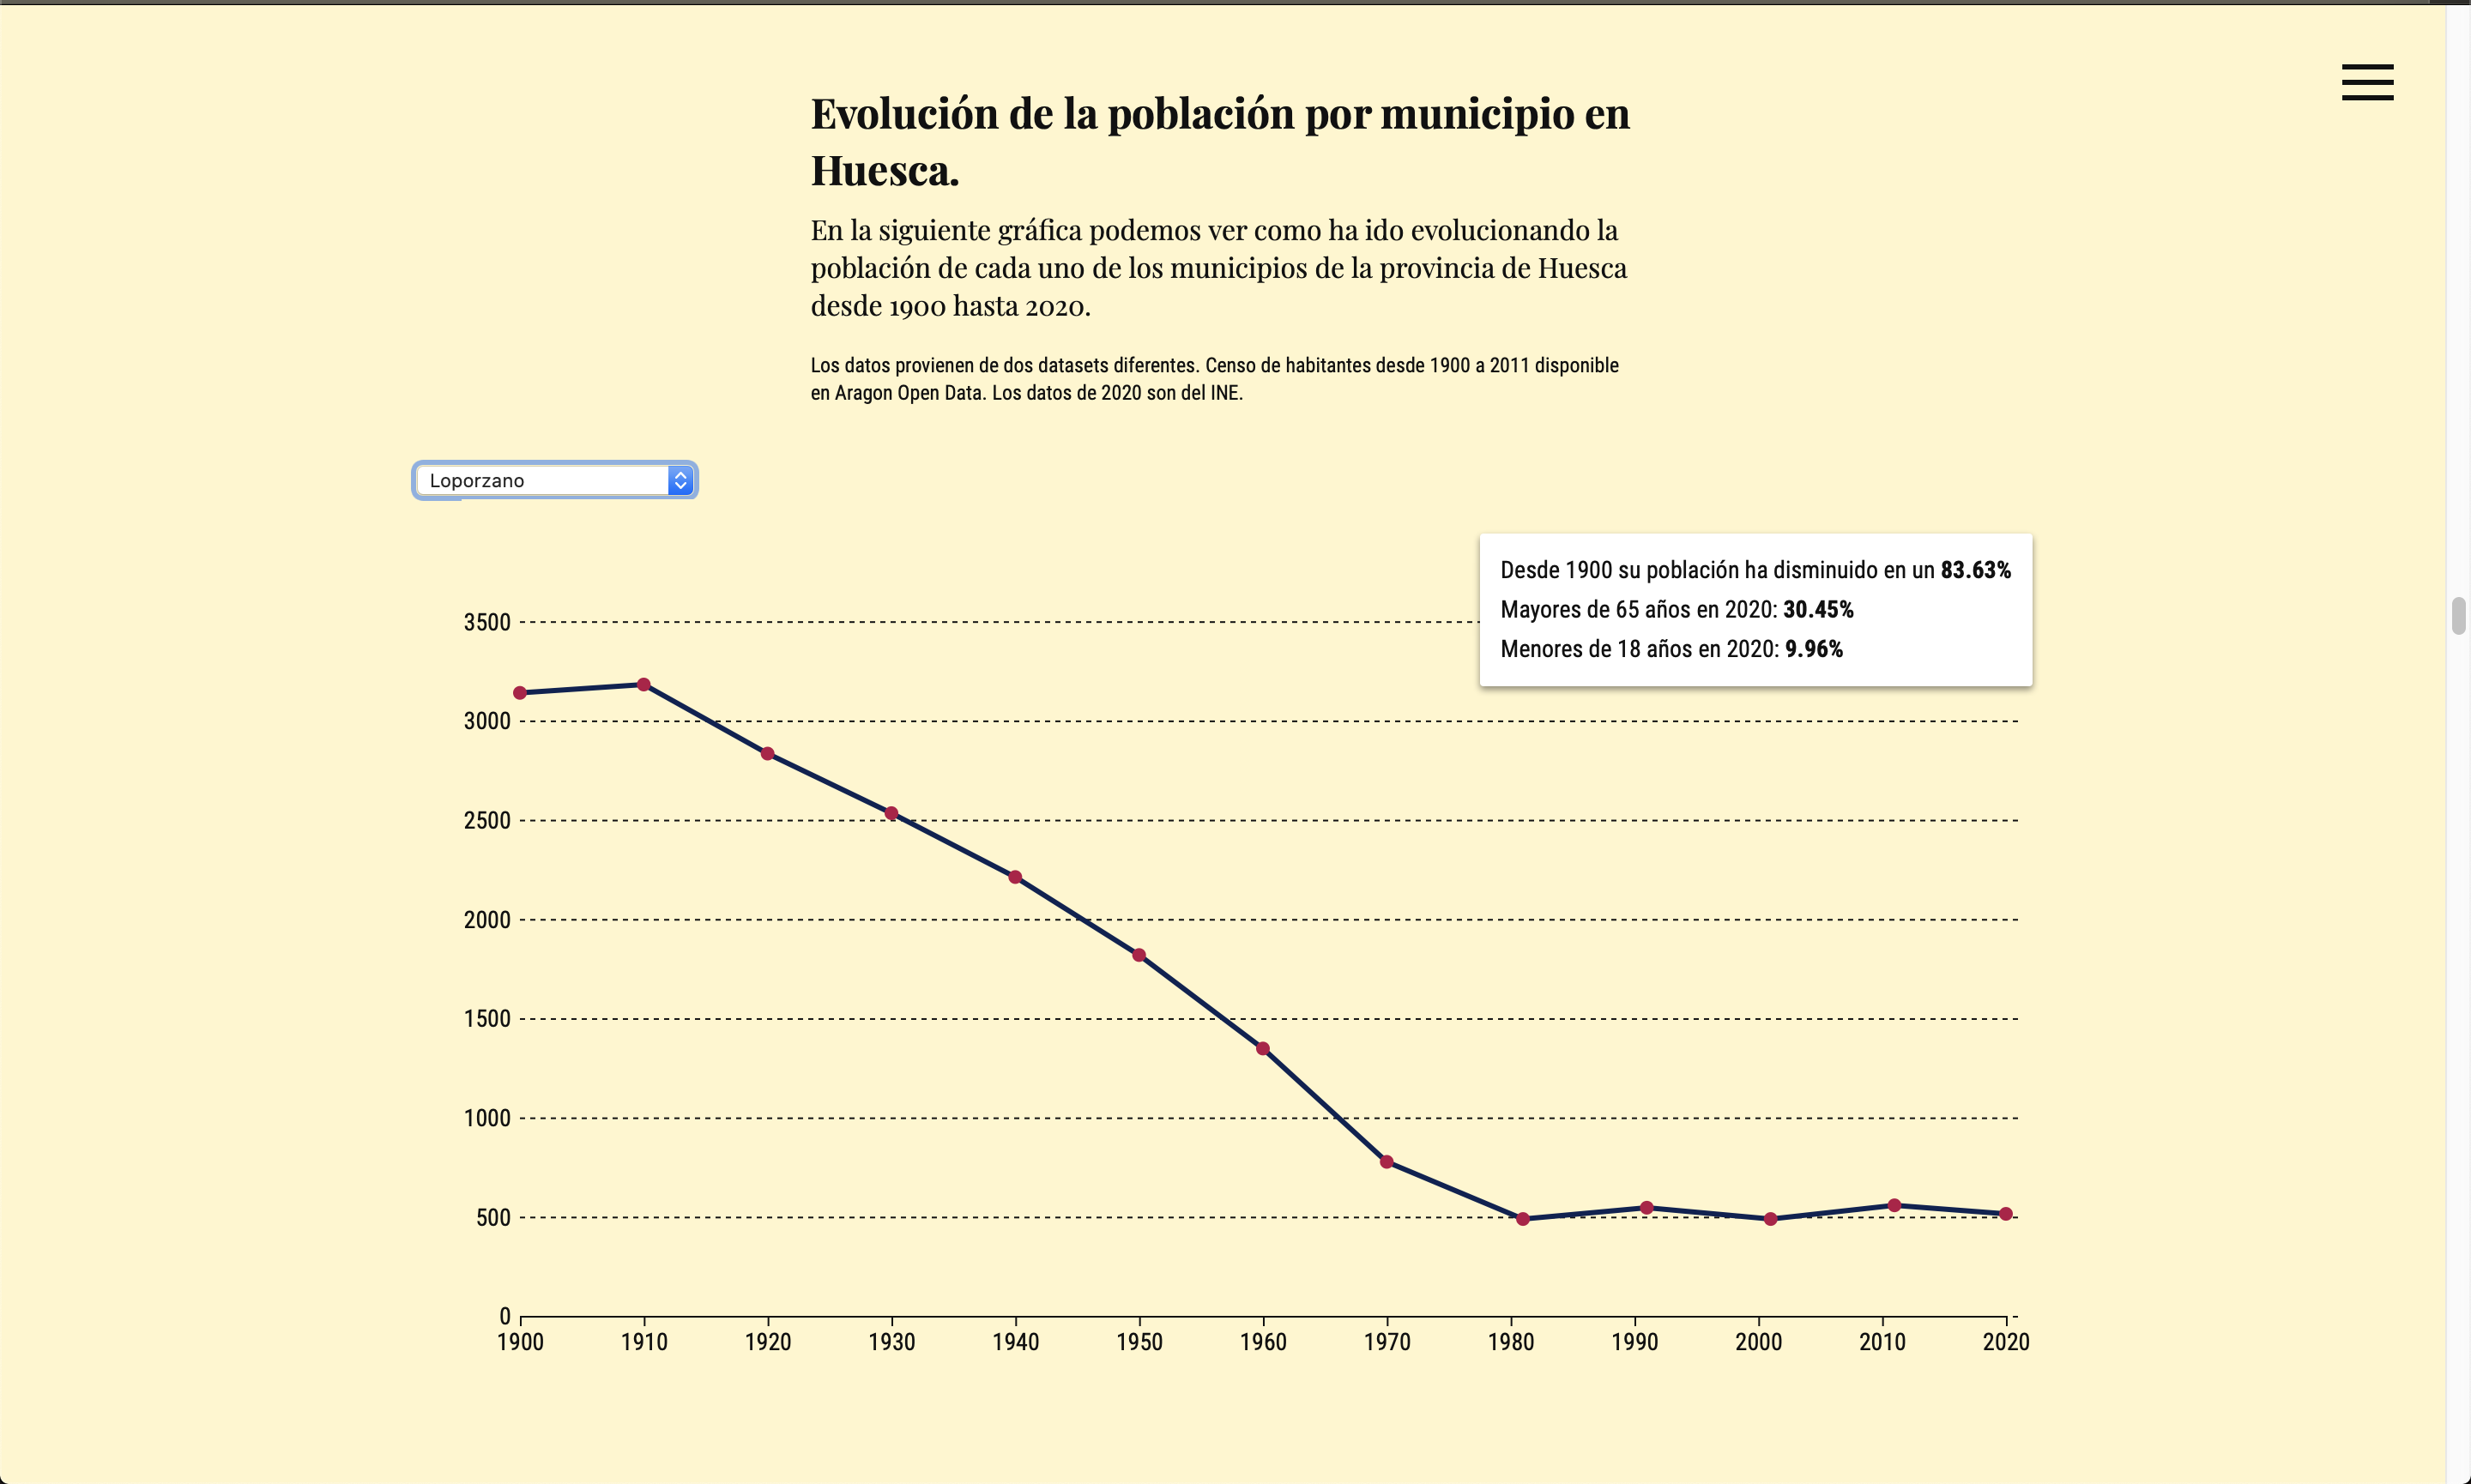 Evolución de la población por municipio en
Huesca.
En la siguiente gráfica podemos ver como ha ido evolucionando la
población de cada uno de los municipios de la provincia de Huesca
desde 1900 hasta 2020.
Los datos provienen de dos datasets diferentes. Censo de habitantes desde 1900 a 2011 disponible
en Aragon Open Data. Los datos de 2020 son del INE.
Loporzano
Desde 1900 su población ha disminuido en un 83.63%
Mayores de 65 años en 2020: 30.45%
Menores de 18 años en 2020: 9.96%
3500
3000
2500
2000
1500
1000
500
0
1900 1910 1920 1930 1940 1950 1960 1970 1980 1990 2000 2010 2020